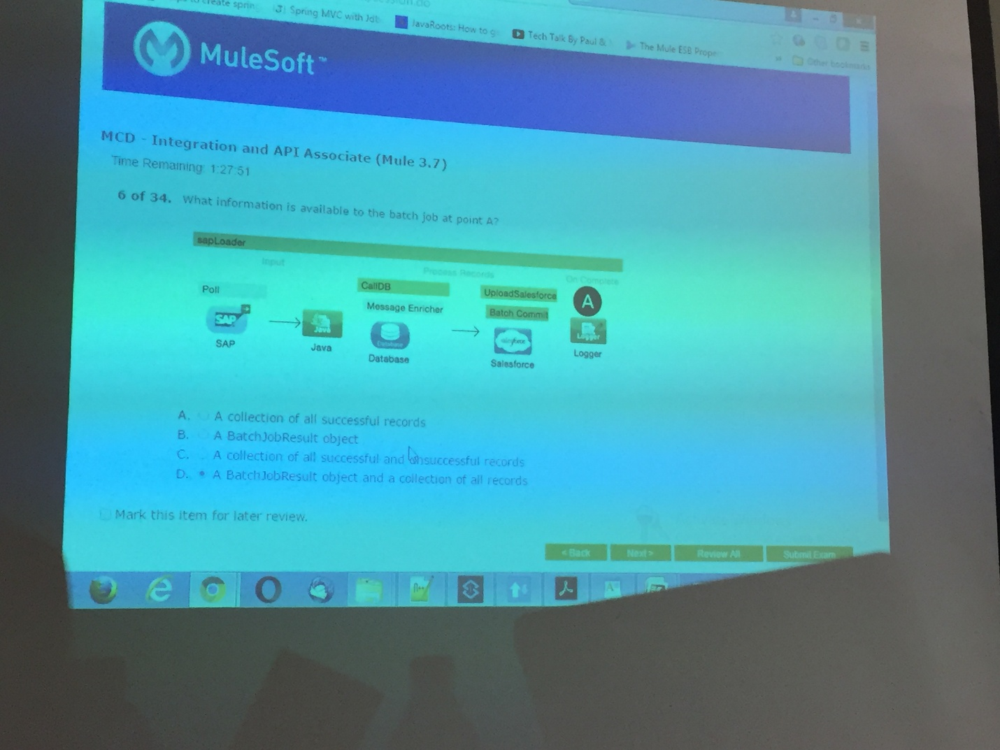 create sprin
Spring MVC with Jdb
JavaRoots: How to g
Tech Talk By Paul &
The Mule ESB Prope
Other bookmarks
MuleSoft™
MCD - Integration and API Associate (Mule 3.7)
Time Remaining: 1:27:51
6 of 34. What information is available to the batch job at point A?
sapLoader
Input
Process Records
On Complete
Poll
CallDB
UploadSalesforce
A
Message Enricher
Batch Commit
SAP
Java
Database
salesforce
Logger
SAP
Java
Database
Salesforce
Logger
A. A collection of all successful records
B. A BatchJobResult object
C. A collection of all successful and unsuccessful records
D. A BatchJobResult object and a collection of all records
Mark this item for later review.
< Back Next > Review All Submit Exam